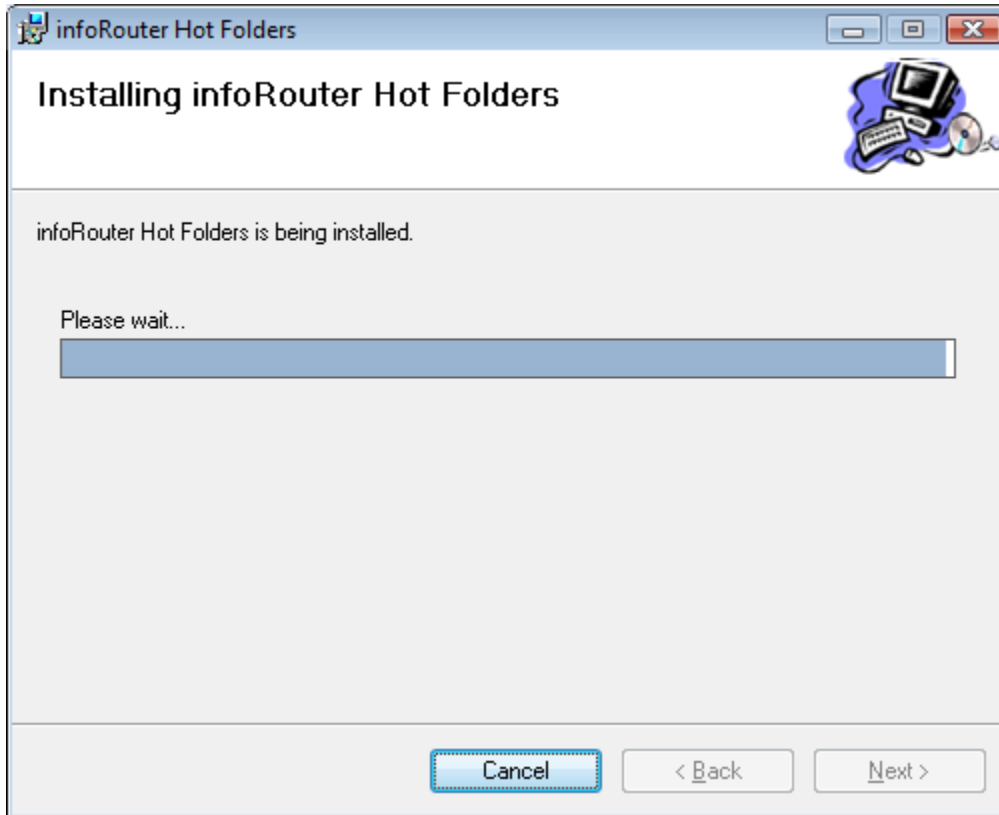 infoRouter Hot Folders
Installing infoRouter Hot Folders
infoRouter Hot Folders is being installed.
Please wait...
Cancel
< Back
Next >